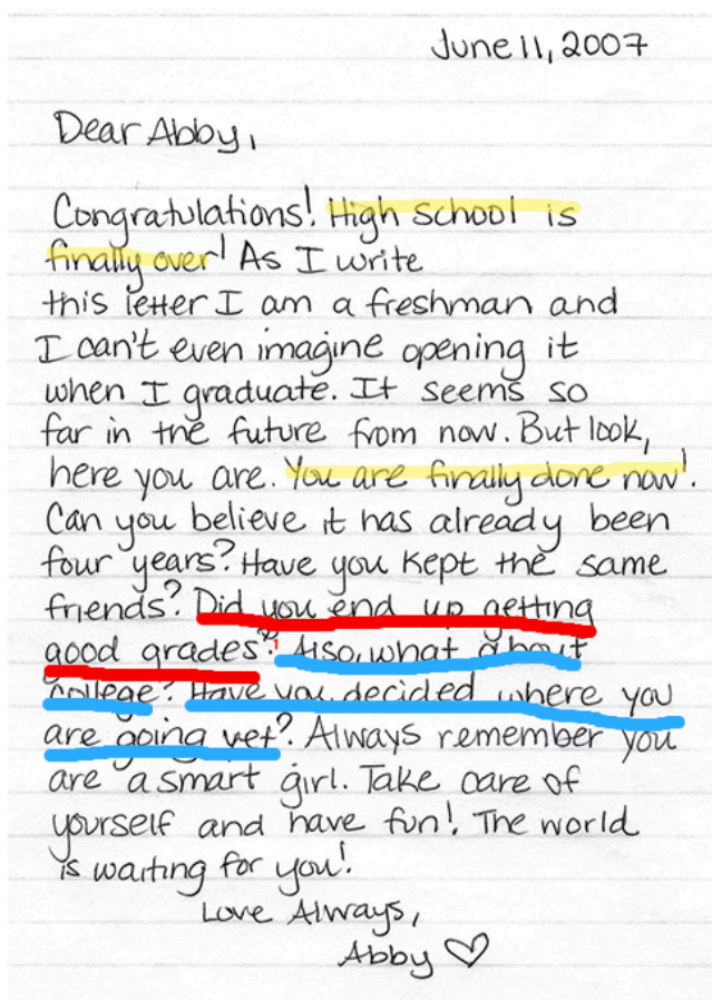 June 11, 2007
Dear Abby,
Congratulations! High school is
finally over! As I write
this letter I am a freshman and
I can't even imagine opening it
when I graduate. It seems so
far in the future from now. But look,
here you are. You are finally done now!.
Can you believe it has already been
four years? Have you kept the same
friends? Did you end up getting
good grades? Also, what about
college? Have you decided where you
are going yet? Always remember you
are a smart girl. Take care of
yourself and have fun! The world
is waiting for you!
Love Always,
Abby ♡